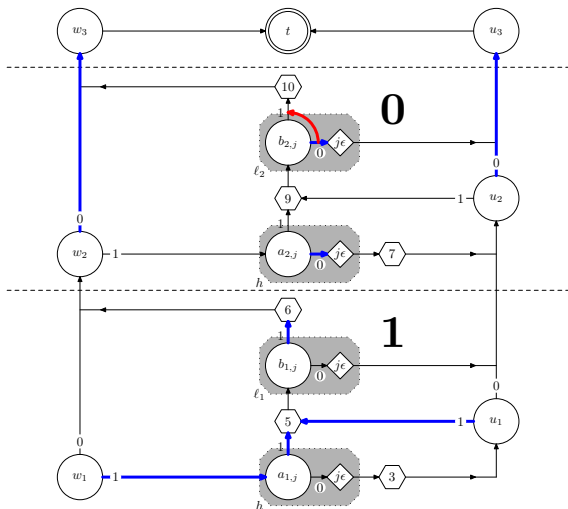 w3 t u3
10
1
b2,j 0 jϵ 0
ℓ2
9 1 u2
0 1 0
w2 1 a2,j 0 jϵ 7
h
6
1 1
b1,j 0 jϵ
ℓ1
0
5 1 u1
0 1
w1 1 a1,j 0 jϵ 3
h